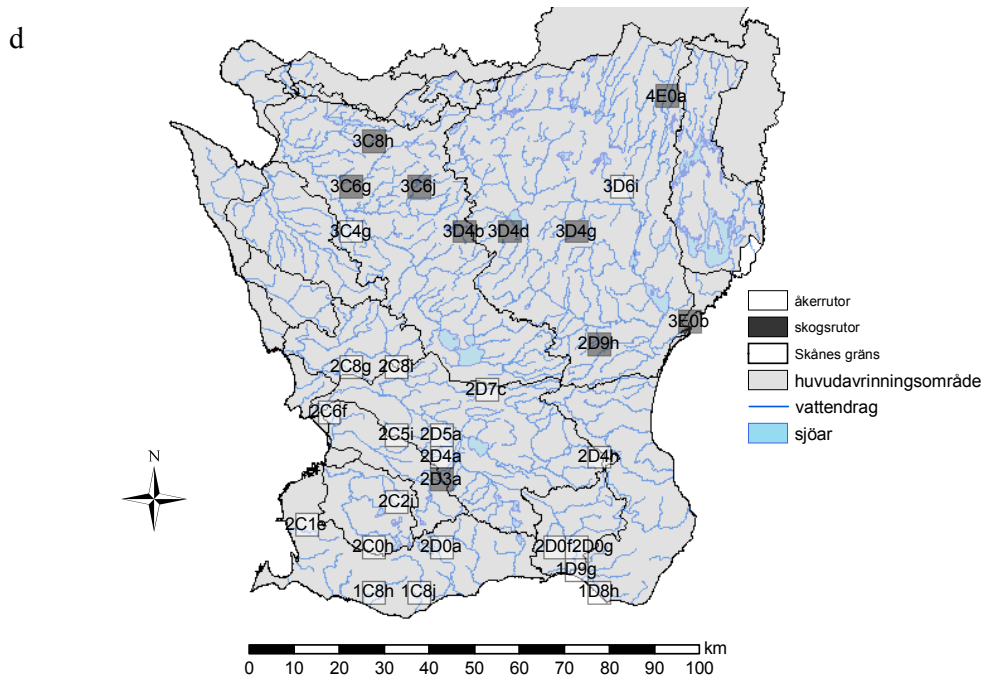 d
4E0a
3C8h
3C6g 3C6j 3D6i
3C4g 3D4b 3D4d 3D4g
3E0b
2D9h
2C8g 2C8i
2D7c
2C6f
2C5i 2D5a
2D4a 2D4h
2D3a
2C2j
2C1e
2C0h 2D0a 2D0f 2D0g
1D9g
1C8h 1C8j 1D8h
åkerrutor
skogsrutor
Skånes gräns
huvudavrinningsområde
vattendrag
sjöar
N
km
0 10 20 30 40 50 60 70 80 90 100